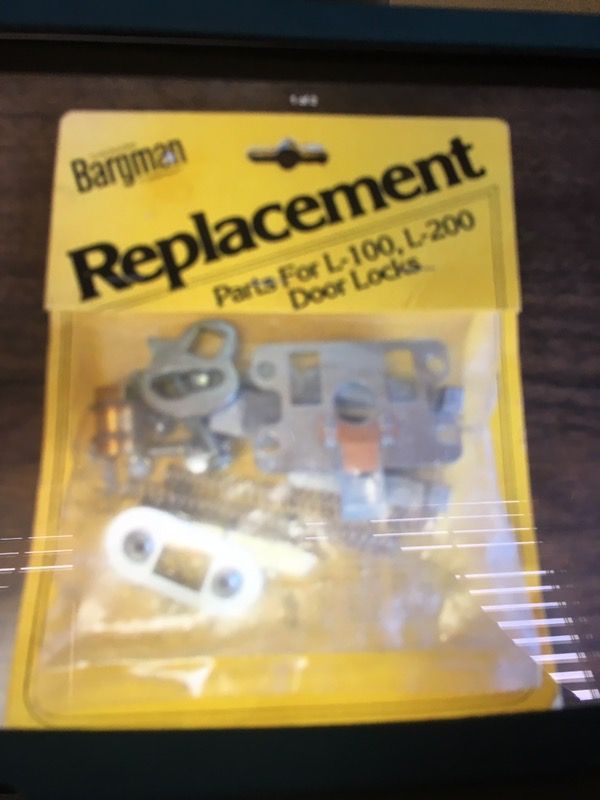 Bargman
Replacement
Parts For L-100, L-200
Door Locks